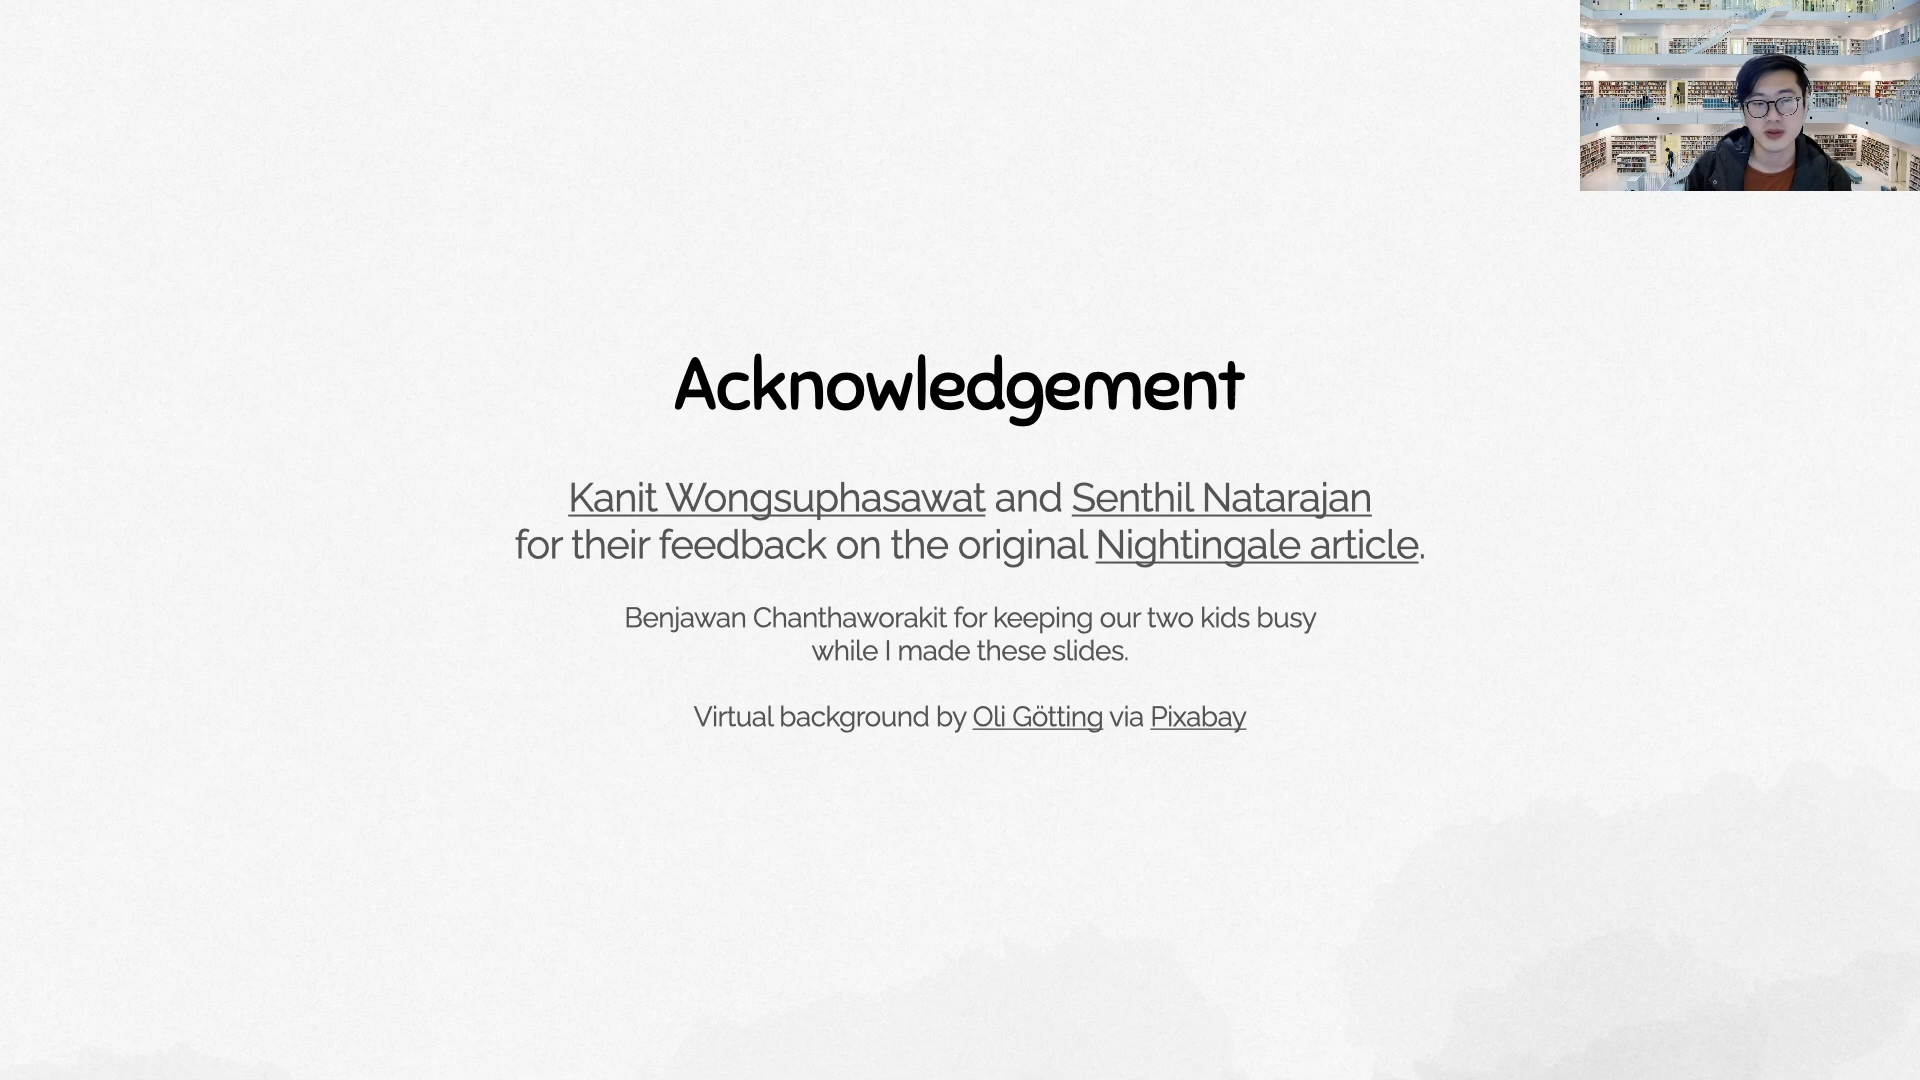 Acknowledgement
Kanit Wongsuphasawat and Senthil Natarajan
for their feedback on the original Nightingale article.
Benjawan Chanthaworakit for keeping our two kids busy
while I made these slides.
Virtual background by Oli Götting via Pixabay